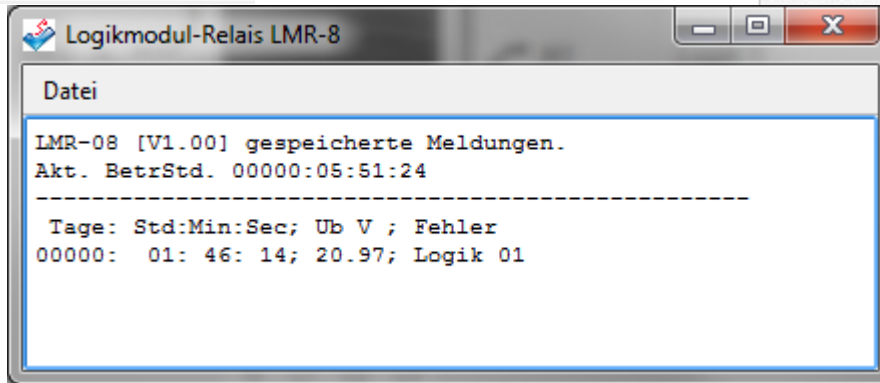 Logikmodul-Relais LMR-8
Datei
LMR-08 [V1.00] gespeicherte Meldungen.
Akt. BetrStd. 00000:05:51:24
---------------------------------------------------
Tage: Std:Min:Sec; Ub V ; Fehler
00000:  01: 46: 14; 20.97; Logik 01